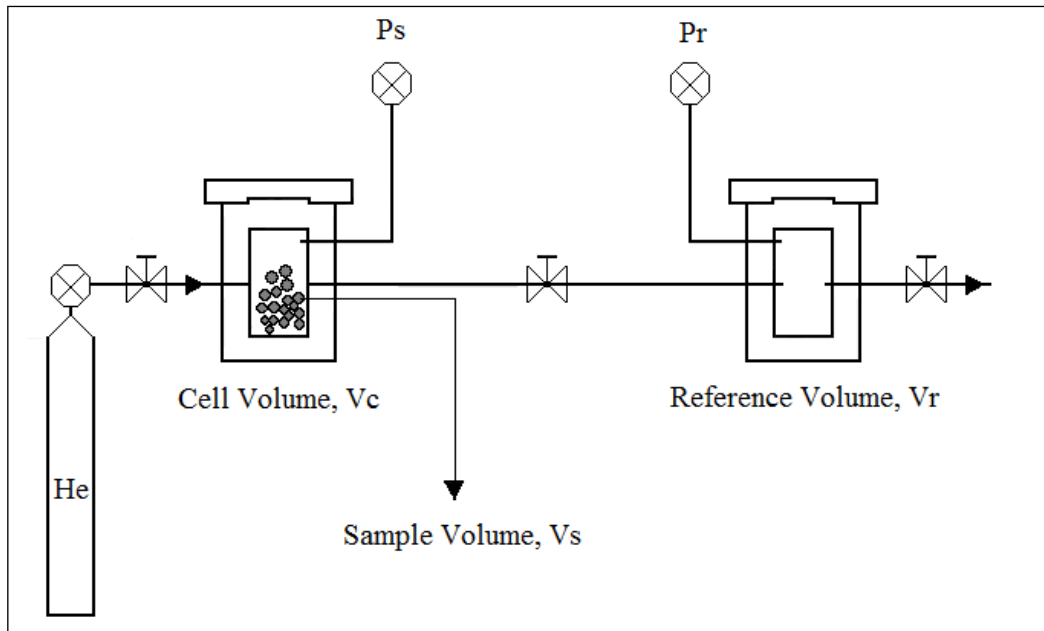 Ps
Pr
Cell Volume, Vc
Reference Volume, Vr
He
Sample Volume, Vs